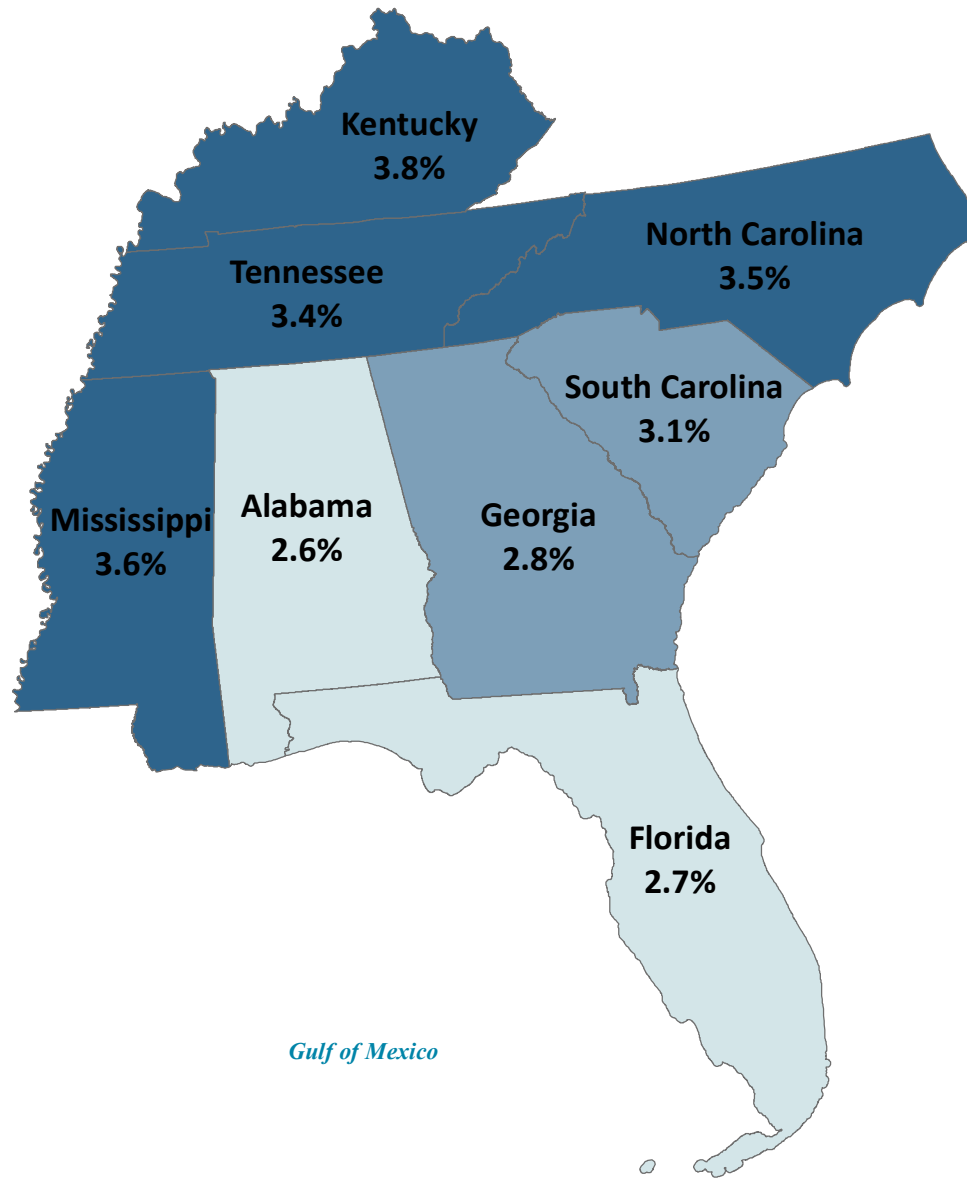 Kentucky
3.8%
North Carolina
3.5%
Tennessee
3.4%
South Carolina
3.1%
Mississippi
3.6%
Alabama
2.6%
Georgia
2.8%
Florida
2.7%
Gulf of Mexico